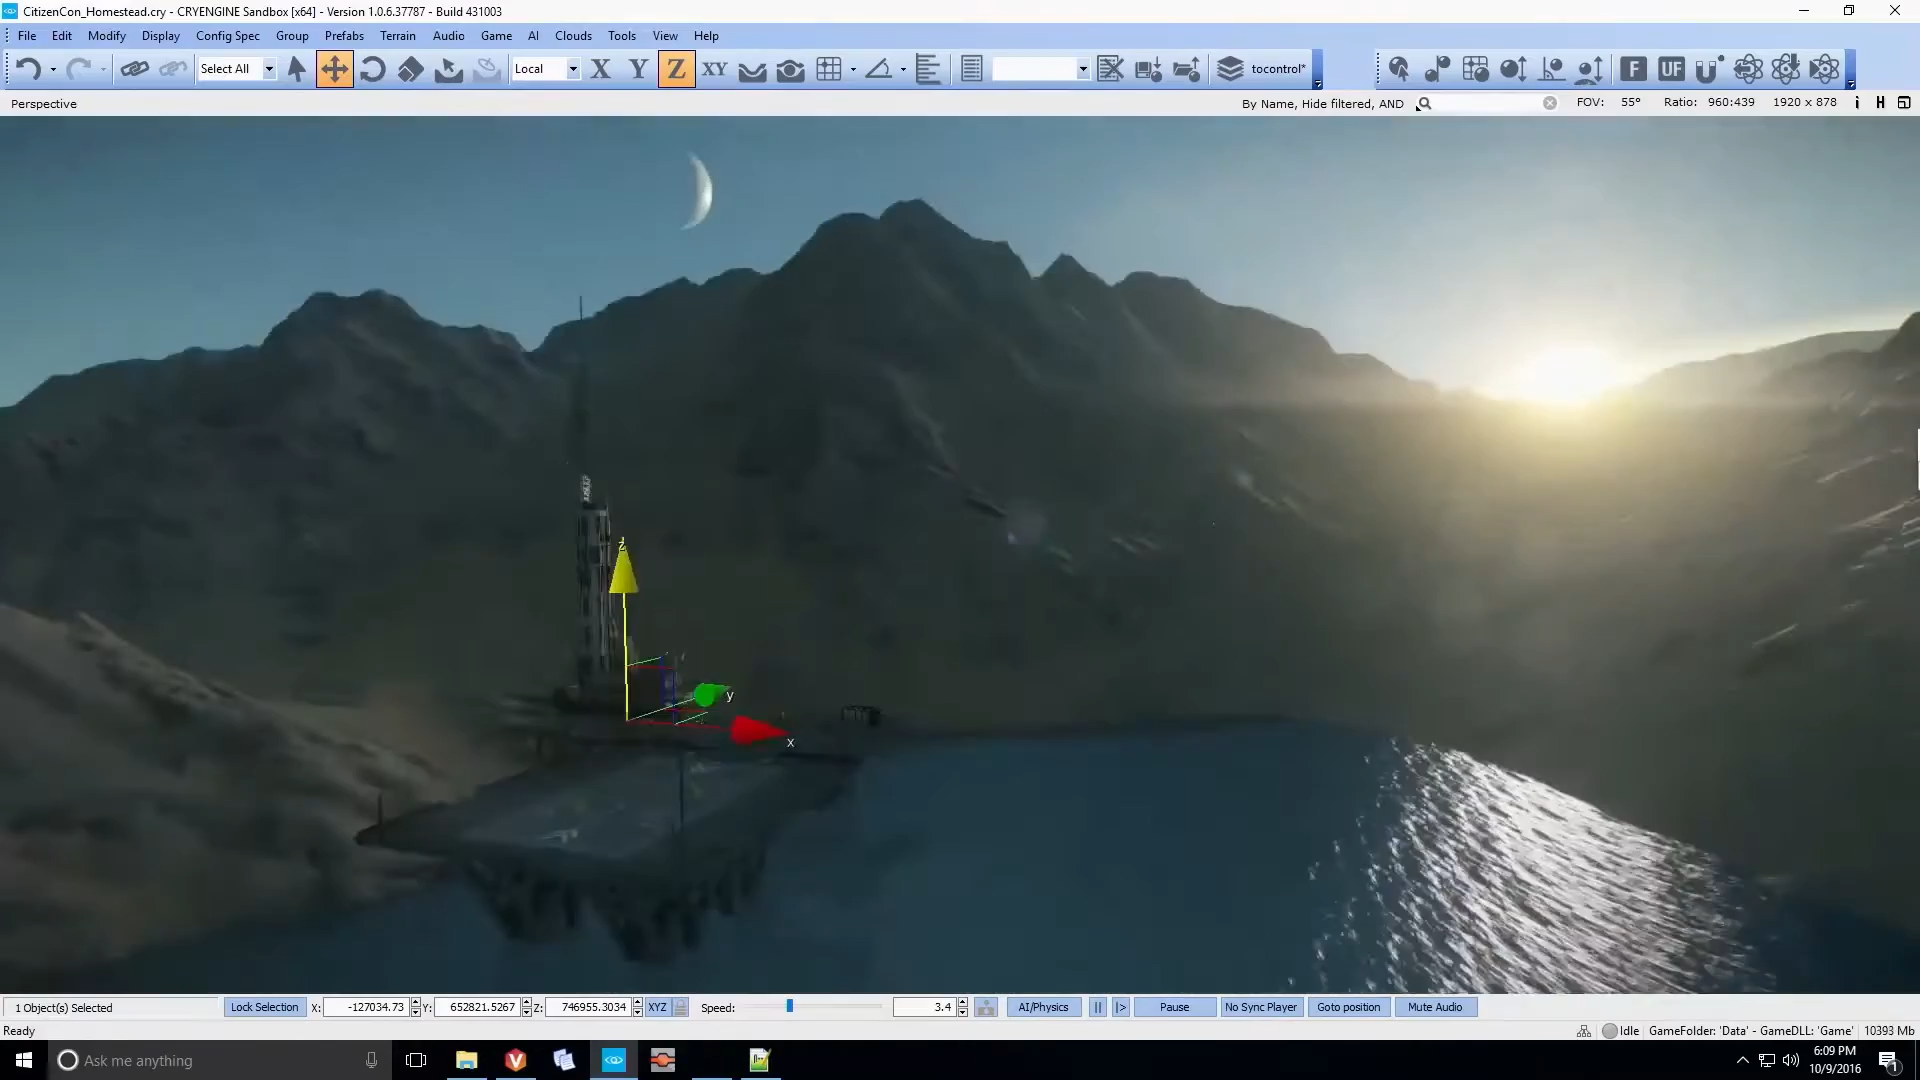 CitizenCon_Homestead.cry - CRYENGINE Sandbox [x64] - Version 1.0.6.37787 - Build 431003
File Edit Modify Display Config Spec Group Prefabs Terrain Audio Game AI Clouds Tools View Help
Select All Local X Y Z XY tocontrol* F UF
Perspective By Name, Hide filtered, AND FOV: 55° Ratio: 960:439 1920 x 878 i H
z
y
x
1 Object(s) Selected Lock Selection X: -127034.73 Y: 652821.5267 Z: 746955.3034 XYZ Speed: 3.4 AI/Physics || |> Pause No Sync Player Goto position Mute Audio
Ready Idle GameFolder: 'Data' - GameDLL: 'Game' 10393 Mb
Ask me anything
6:09 PM
10/9/2016
1